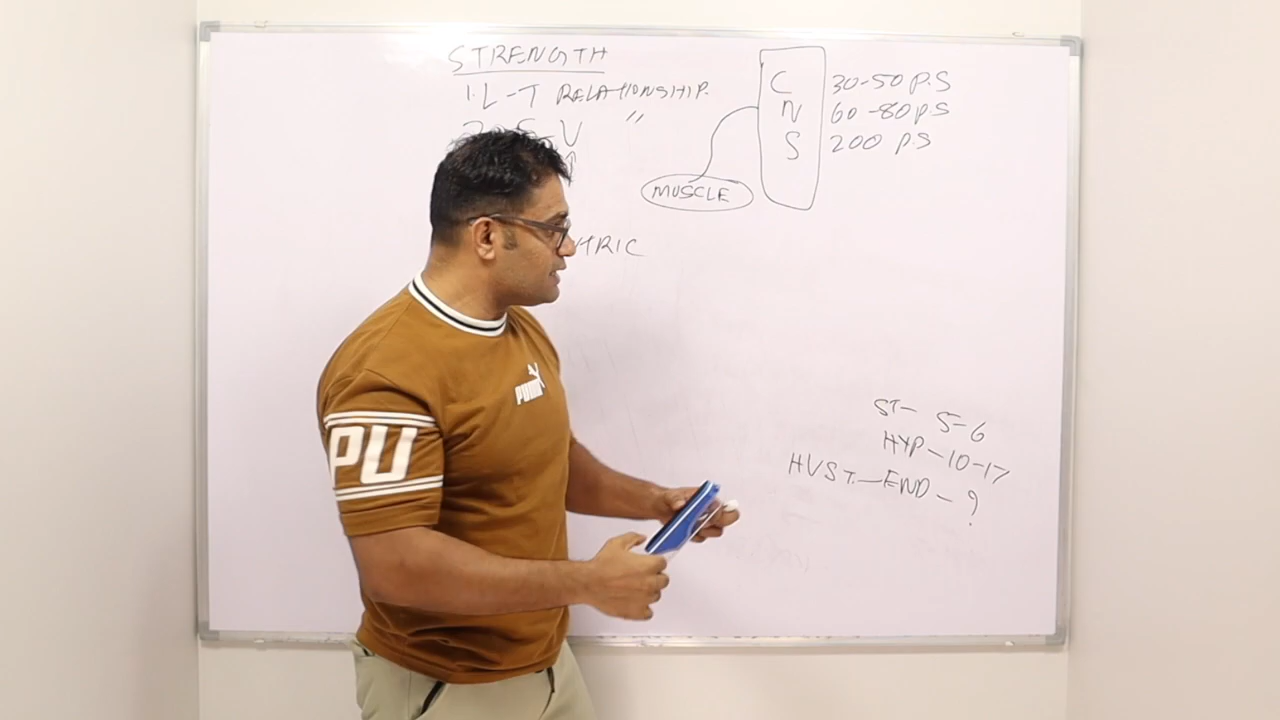 STRENGTH
1. L-T RELATIONSHIP.
F-V "
TRIC
MUSCLE
C 30-50 P.S
N 60-80 P.S
S 200 P.S
ST- 5-6
HYP-10-17
HVST.-END-?
PUMA
PU